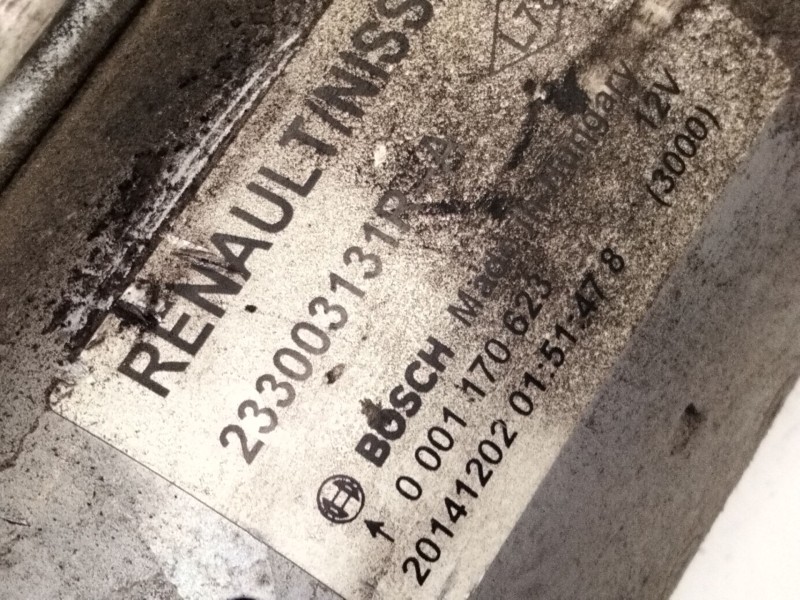 RENAULT/NISS
233003131R--A
BOSCH Made in Hungary
0 001 170 623
12V
20141202 01:51:47 8
(3000)